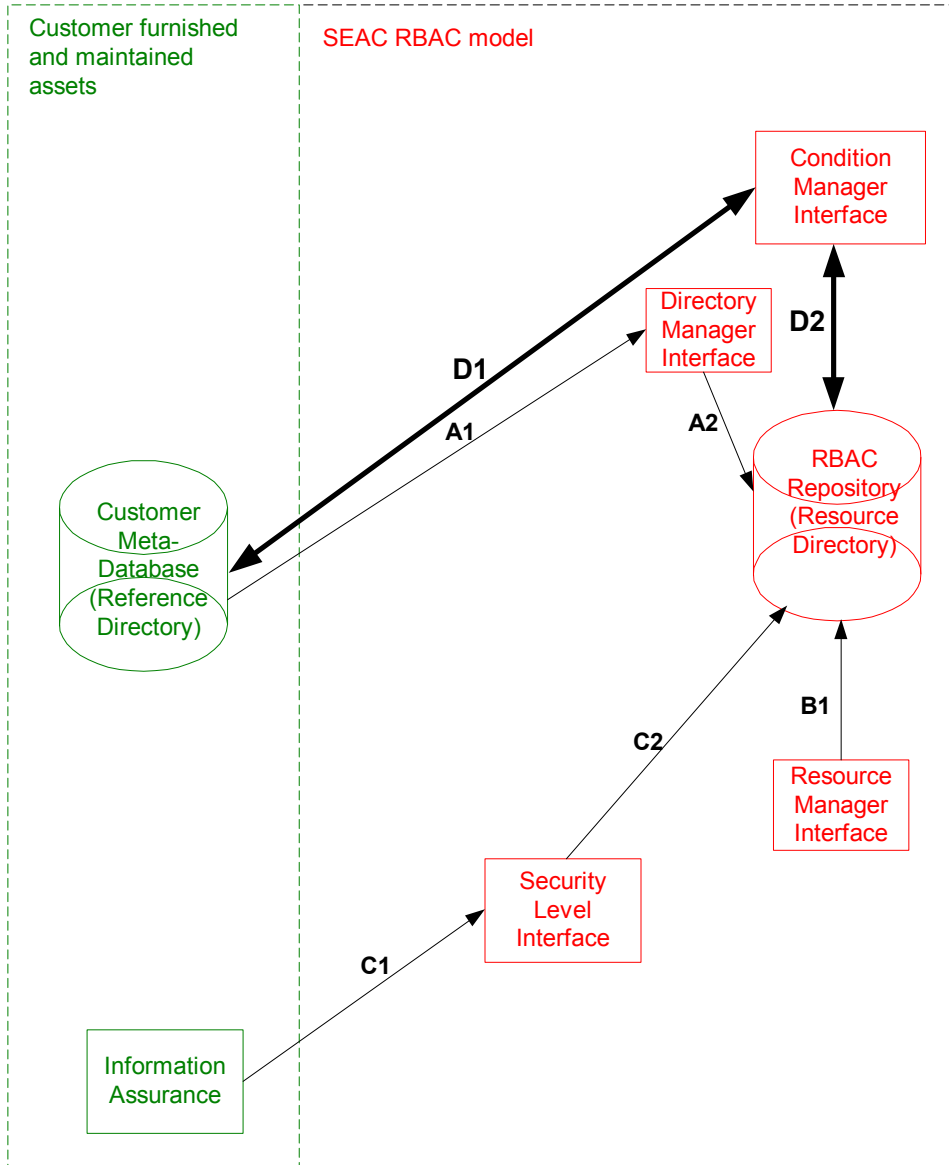 Customer furnished
and maintained
assets
SEAC RBAC model
Condition
Manager
Interface
Directory
Manager
Interface
D2
D1
A1
A2
RBAC
Repository
(Resource
Directory)
Customer
Meta-
Database
(Reference
Directory)
B1
C2
Resource
Manager
Interface
Security
Level
Interface
C1
Information
Assurance